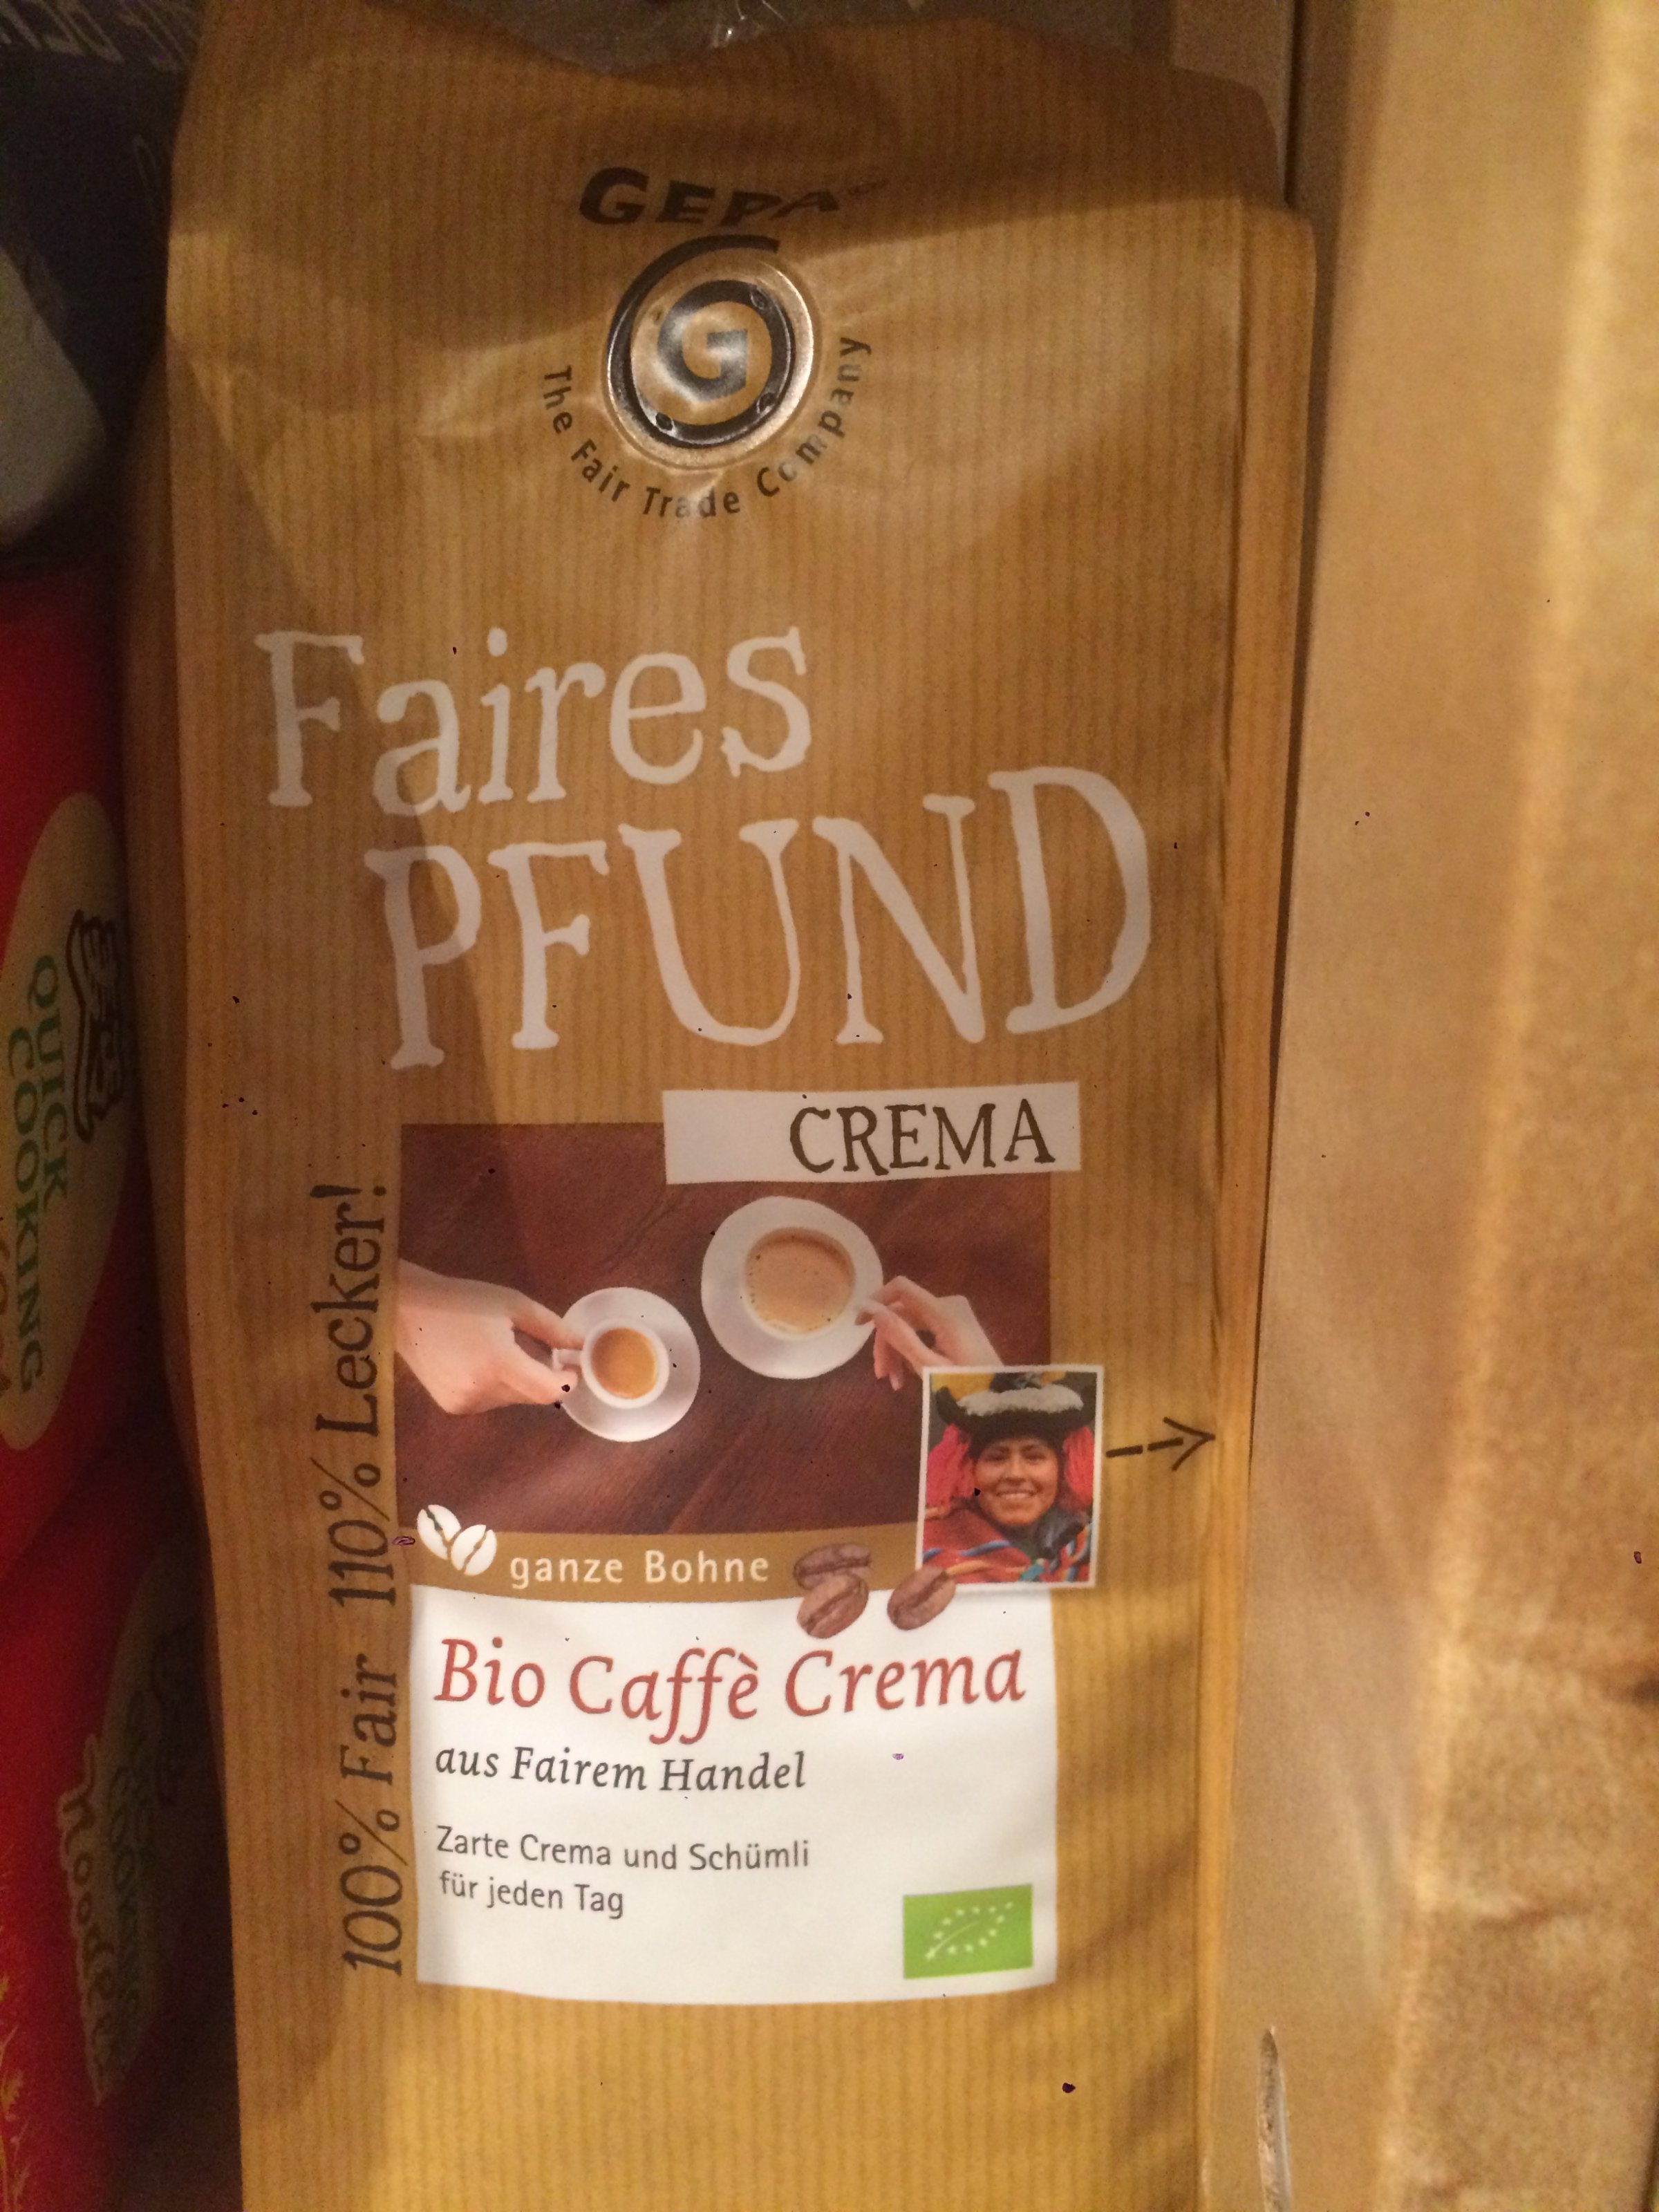 GEPA
G
The Fair Trade Company
Faires
PFUND
CREMA
100% Fair 110% Lecker!
ganze Bohne
Bio Caffè Crema
aus Fairem Handel
Zarte Crema und Schümli
für jeden Tag
QUICK
COOKING
noodles